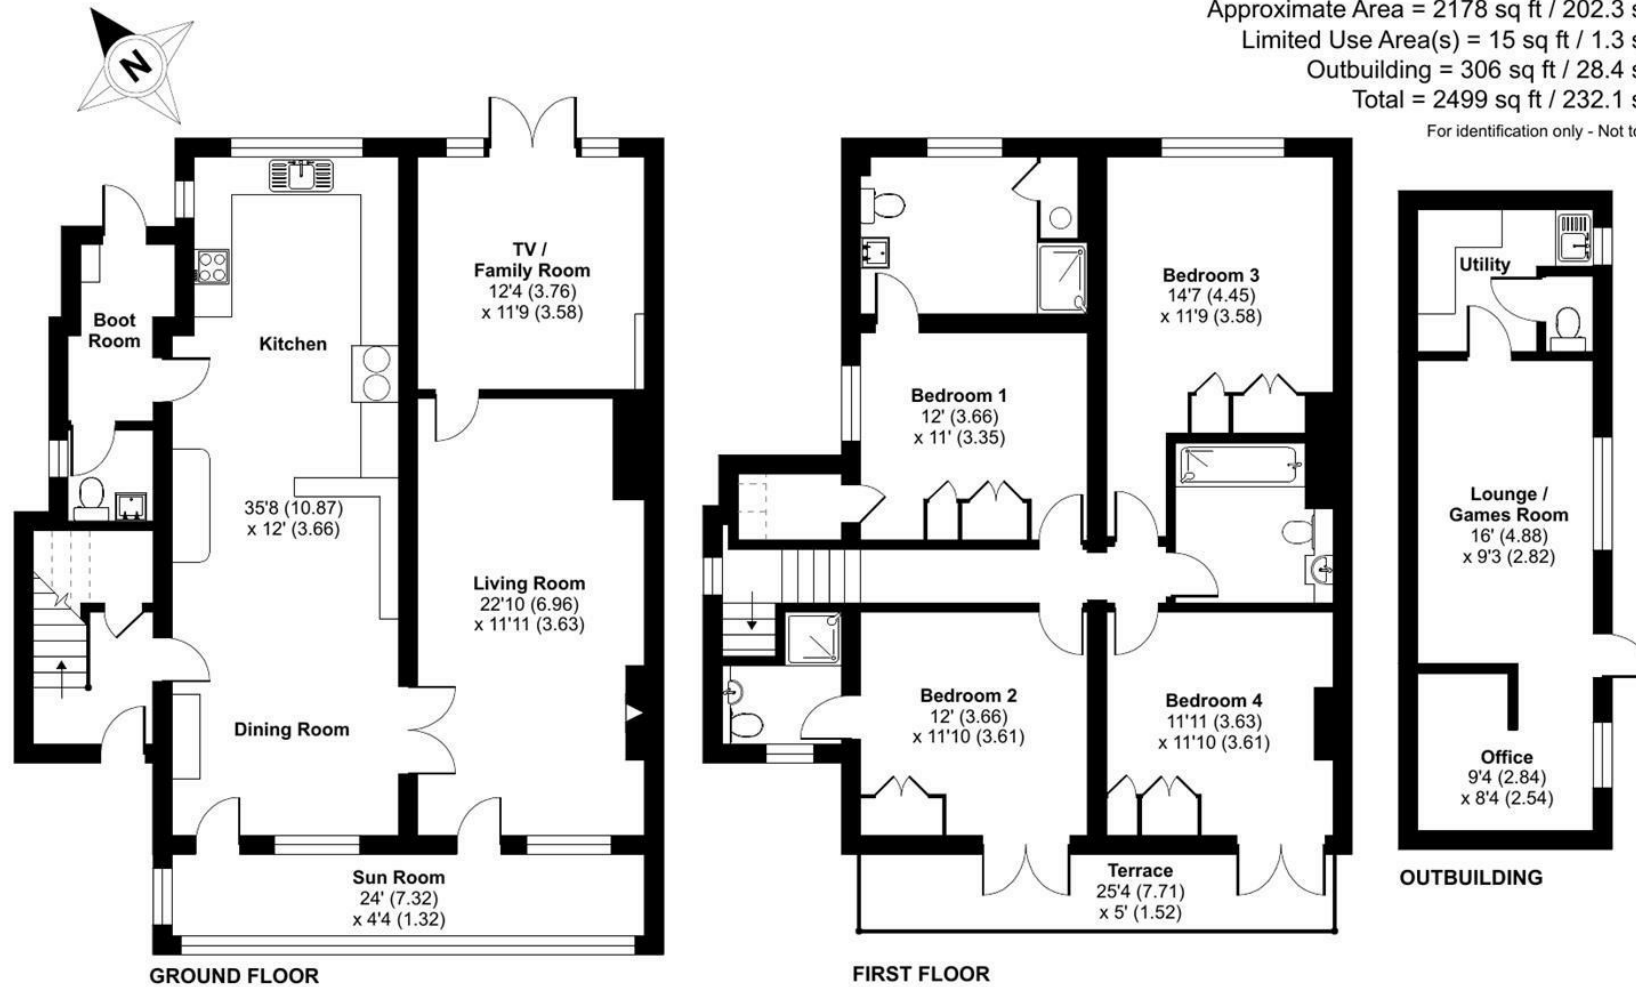 Approximate Area = 2178 sq ft / 202.3 s
Limited Use Area(s) = 15 sq ft / 1.3 s
Outbuilding = 306 sq ft / 28.4 s
Total = 2499 sq ft / 232.1 s
For identification only - Not to
N
TV /
Family Room
12'4 (3.76)
x 11'9 (3.58)
Boot
Room
Kitchen
35'8 (10.87)
x 12' (3.66)
Living Room
22'10 (6.96)
x 11'11 (3.63)
Dining Room
Sun Room
24' (7.32)
x 4'4 (1.32)
GROUND FLOOR
Bedroom 3
14'7 (4.45)
x 11'9 (3.58)
Bedroom 1
12' (3.66)
x 11' (3.35)
Bedroom 2
12' (3.66)
x 11'10 (3.61)
Bedroom 4
11'11 (3.63)
x 11'10 (3.61)
Terrace
25'4 (7.71)
x 5' (1.52)
FIRST FLOOR
Utility
Lounge /
Games Room
16' (4.88)
x 9'3 (2.82)
Office
9'4 (2.84)
x 8'4 (2.54)
OUTBUILDING